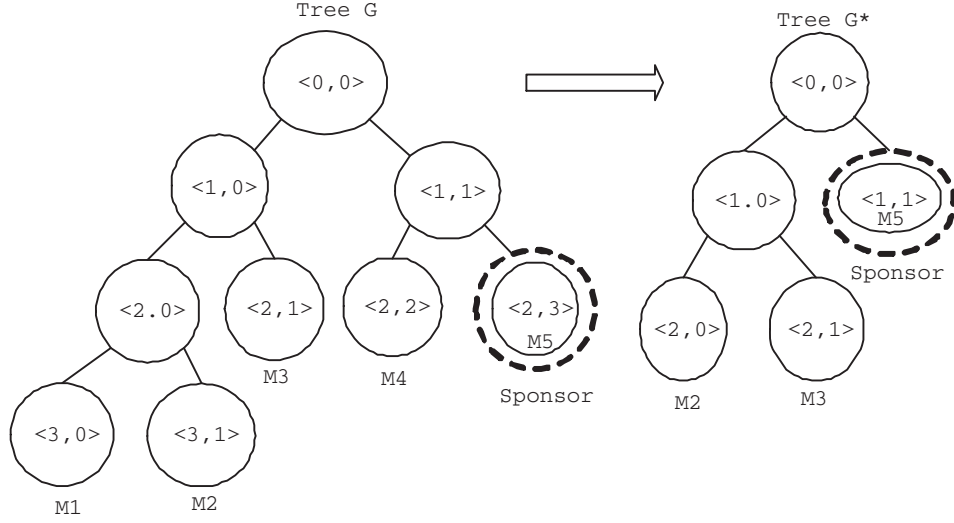 Tree G
<0,0>
<1,0>
<1,1>
<2.0>
<2,1>
<2,2>
<2,3>
M5
M3
M4
Sponsor
<3,0>
<3,1>
M1
M2
Tree G*
<0,0>
<1.0>
<1,1>
M5
Sponsor
<2,0>
<2,1>
M2
M3